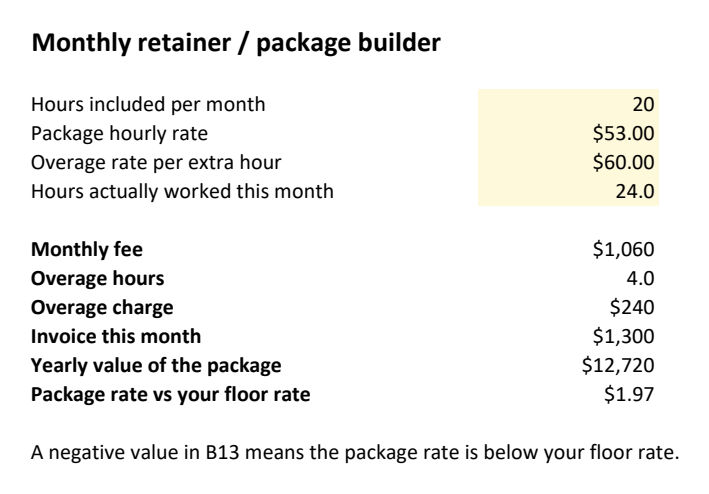 Monthly retainer / package builder
Hours included per month 20
Package hourly rate $53.00
Overage rate per extra hour $60.00
Hours actually worked this month 24.0
Monthly fee $1,060
Overage hours 4.0
Overage charge $240
Invoice this month $1,300
Yearly value of the package $12,720
Package rate vs your floor rate $1.97
A negative value in B13 means the package rate is below your floor rate.